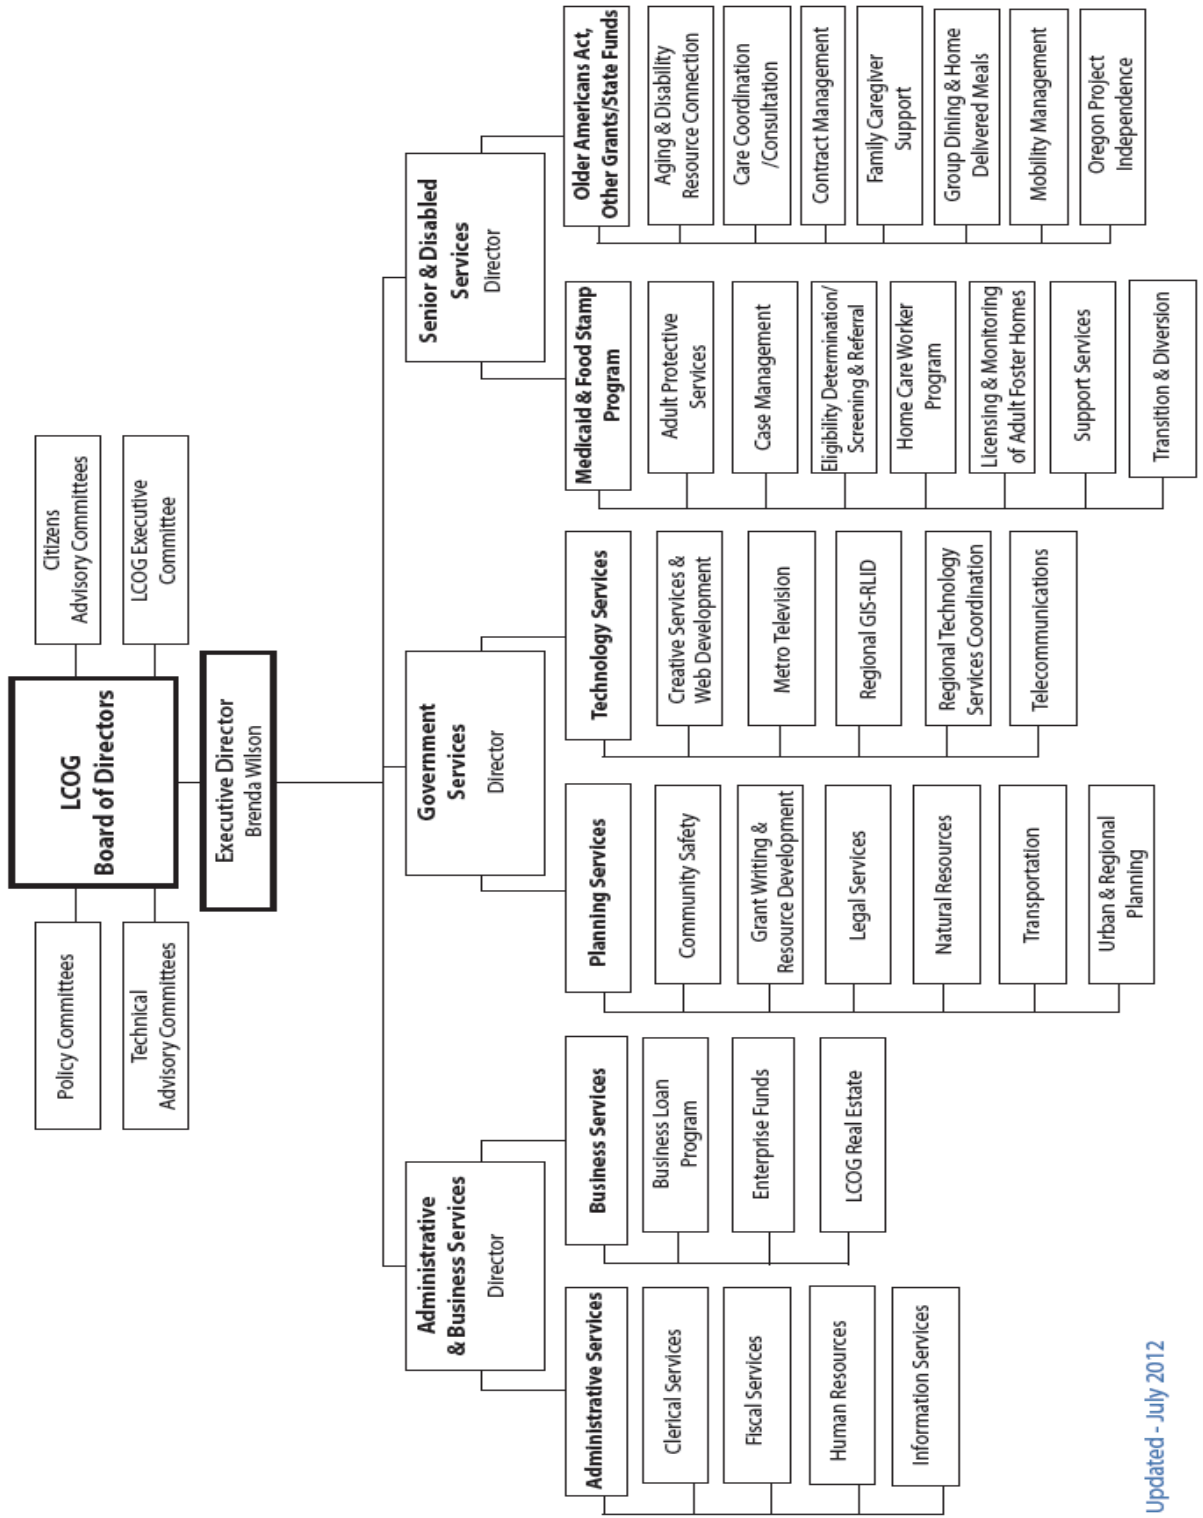 LCOG
Board of Directors
Policy Committees
Technical
Advisory Committees
Citizens
Advisory Committees
LCOG Executive
Committee
Executive Director
Brenda Wilson
Administrative
& Business Services
Director
Administrative Services
Clerical Services
Fiscal Services
Human Resources
Information Services
Business Services
Business Loan
Program
Enterprise Funds
LCOG Real Estate
Government
Services
Director
Planning Services
Community Safety
Grant Writing &
Resource Development
Legal Services
Natural Resources
Transportation
Urban & Regional
Planning
Technology Services
Creative Services &
Web Development
Metro Television
Regional GIS-RLID
Regional Technology
Services Coordination
Telecommunications
Senior & Disabled
Services
Director
Medicaid & Food Stamp
Program
Adult Protective
Services
Case Management
Eligibility Determination/
Screening & Referral
Home Care Worker
Program
Licensing & Monitoring
of Adult Foster Homes
Support Services
Transition & Diversion
Older Americans Act,
Other Grants/State Funds
Aging & Disability
Resource Connection
Care Coordination
/Consultation
Contract Management
Family Caregiver
Support
Group Dining & Home
Delivered Meals
Mobility Management
Oregon Project
Independence
Updated - July 2012